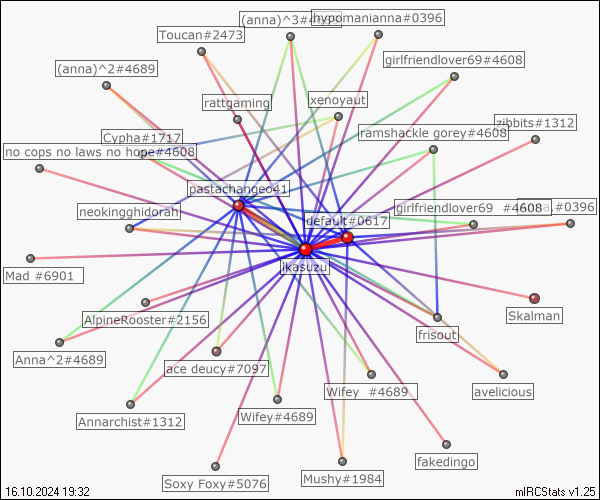 (anna)^3#4689
hypomanianna#0396
Toucan#2473
girlfriendlover69#4608
(anna)^2#4689
rattgaming
xenoyaut
zibbits#1312
Cypha#1717
ramshackle gorey#4608
no cops no laws no hope#4608
pastachangeo41
neokingghidorah
girlfriendlover69 #4608
#0396
default#0617
ikasuzu
Mad #6901
AlpineRooster#2156
Skalman
frisout
Anna^2#4689
ace deucy#7097
Wifey #4689
avelicious
Annarchist#1312
Wifey#4689
fakedingo
Soxy Foxy#5076
Mushy#1984
16.10.2024 19:32
mIRCStats v1.25